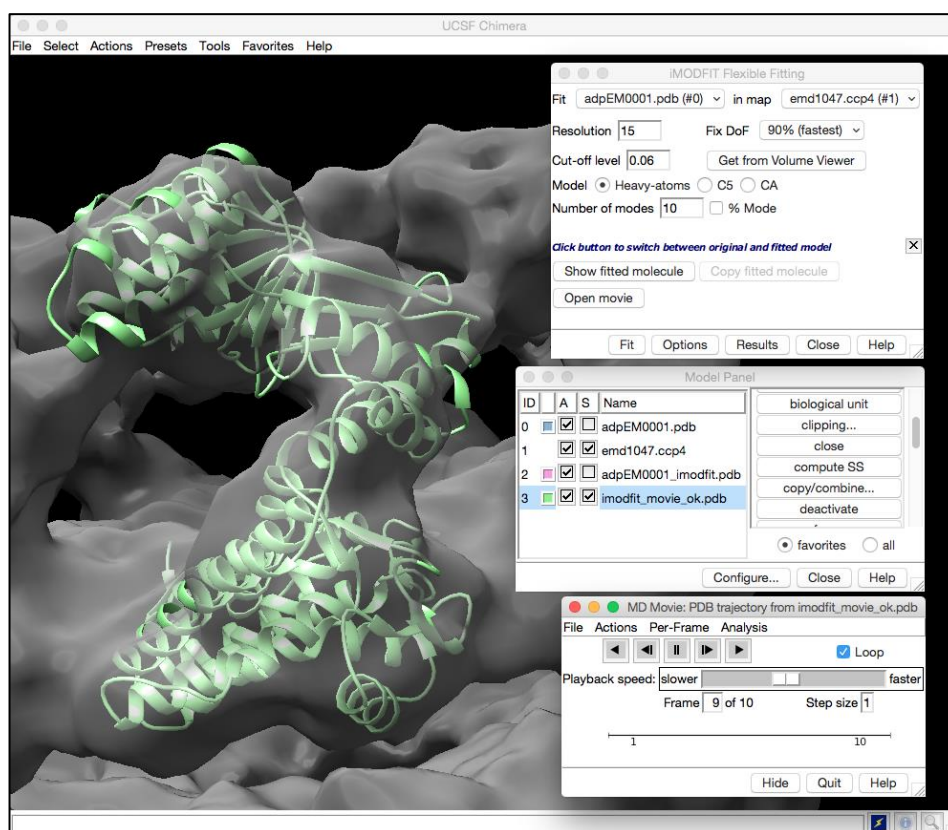 UCSF Chimera
File Select Actions Presets Tools Favorites Help
iMODFIT Flexible Fitting
Fit adpEM0001.pdb (#0) in map emd1047.ccp4 (#1)
Resolution 15 Fix DoF 90% (fastest)
Cut-off level 0.06 Get from Volume Viewer
Model Heavy-atoms C5 CA
Number of modes 10 % Mode
Click button to switch between original and fitted model
Show fitted molecule Copy fitted molecule
Open movie
Fit Options Results Close Help
Model Panel
ID A S Name
0 adpEM0001.pdb
1 emd1047.ccp4
2 adpEM0001_imodfit.pdb
3 imodfit_movie_ok.pdb
biological unit
clipping...
close
compute SS
copy/combine...
deactivate
favorites all
Configure... Close Help
MD Movie: PDB trajectory from imodfit_movie_ok.pdb
File Actions Per-Frame Analysis
Loop
Playback speed: slower faster
Frame 9 of 10 Step size 1
1 10
Hide Quit Help